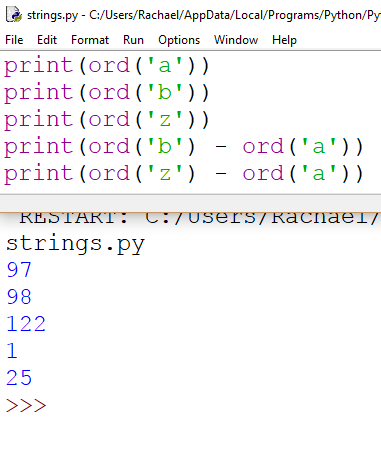 strings.py - C:/Users/Rachael/AppData/Local/Programs/Python/Py
File Edit Format Run Options Window Help
print(ord('a'))
print(ord('b'))
print(ord('z'))
print(ord('b') - ord('a'))
print(ord('z') - ord('a'))
RESTART: C:/Users/Rachael/
strings.py
97
98
122
1
25
>>>